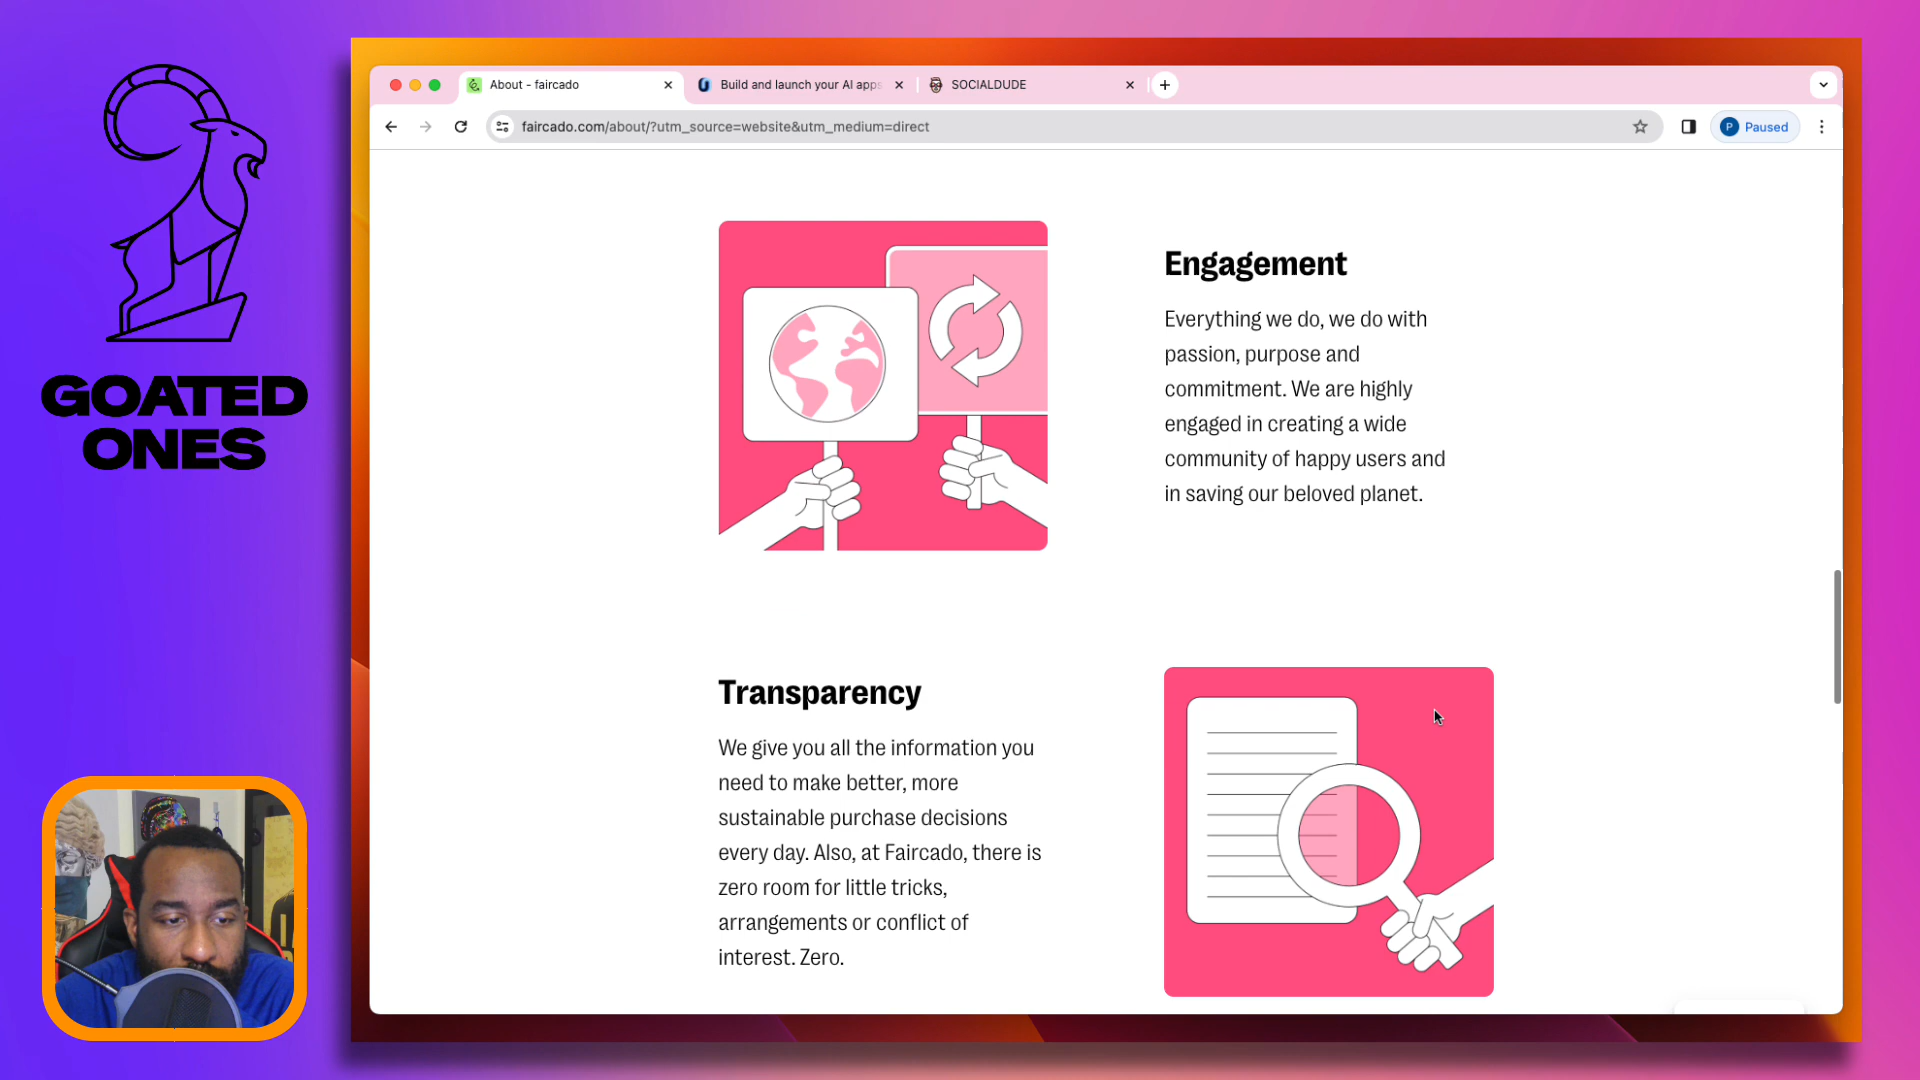 GOATED
ONES
About - faircado
Build and launch your AI apps
SOCIALDUDE
faircado.com/about/?utm_source=website&utm_medium=direct
P
Paused
Engagement
Everything we do, we do with
passion, purpose and
commitment. We are highly
engaged in creating a wide
community of happy users and
in saving our beloved planet.
Transparency
We give you all the information you
need to make better, more
sustainable purchase decisions
every day. Also, at Faircado, there is
zero room for little tricks,
arrangements or conflict of
interest. Zero.